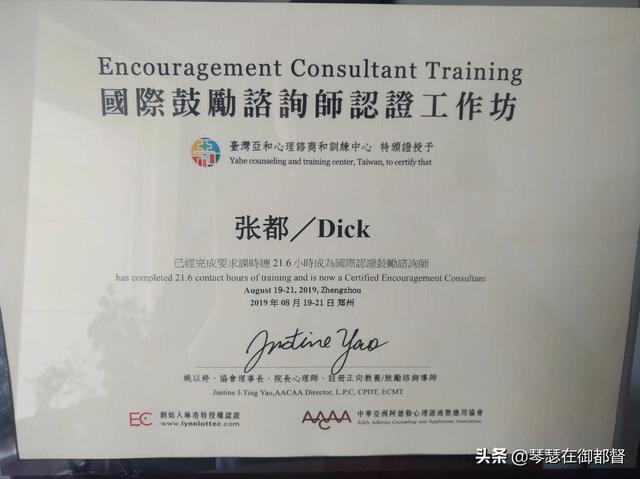 Encouragement Consultant Training
國際鼓勵諮詢師認證工作坊
臺灣亞和心理諮商和訓練中心 特頒證授予
Yahe counseling and training center, Taiwan, to certify that
张都／Dick
已經完成要求課時總 21.6 小時成為國際認證鼓勵諮詢師
has completed 21.6 contact hours of training and is now a Certified Encouragement Consultant
August 19-21, 2019, Zhengzhou
2019 年 08 月 19-21 日 郑州
Justine Yao
姚以婷．協會理事長．院長心理師．註冊正向教養/鼓勵諮詢導師
Justine I-Ting Yao,AACAA Director, L.P.C, CPDT, ECMT
EC 創始人琳洛特授權認證
www.lynnlottec.com
AACAA 中華亞洲阿德勒心理諮商暨應用協會
ASIA Adlerian Counseling and Application Association
头条 @琴瑟在御都督